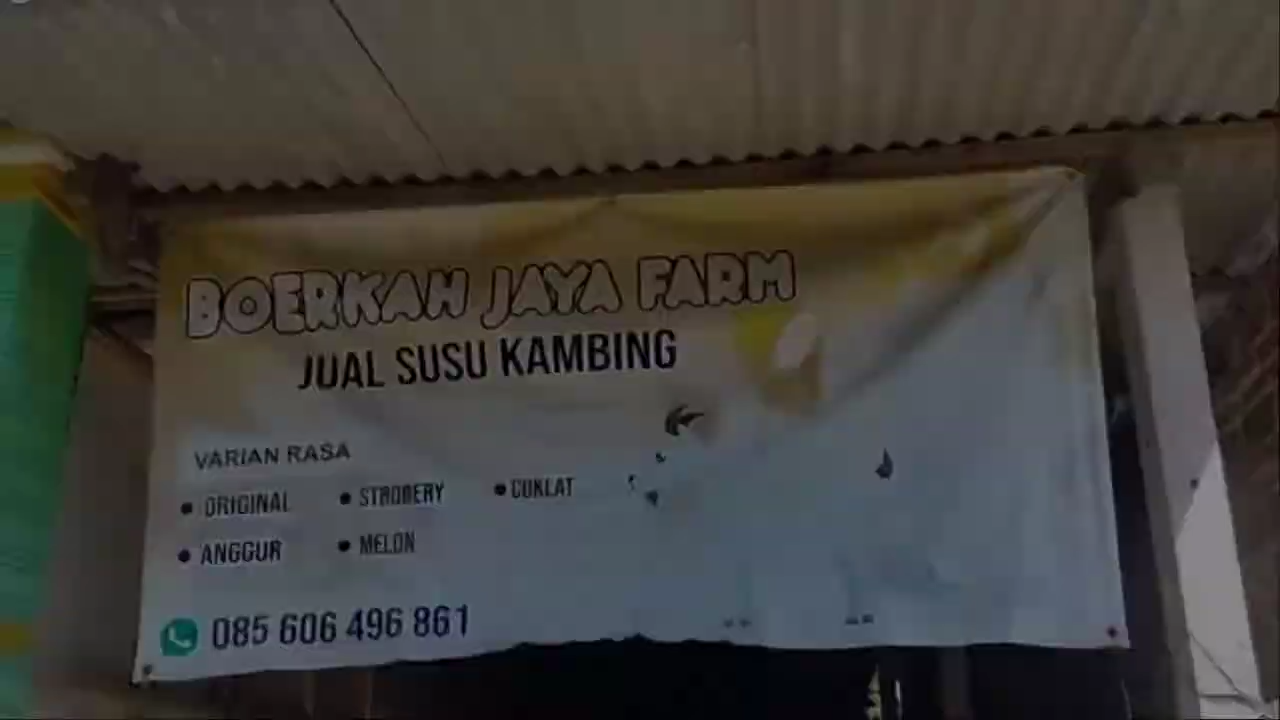 BOERKAH JAYA FARM
JUAL SUSU KAMBING
VARIAN RASA
• ORIGINAL • STROBERY • COKLAT
• ANGGUR • MELON
085 606 496 861